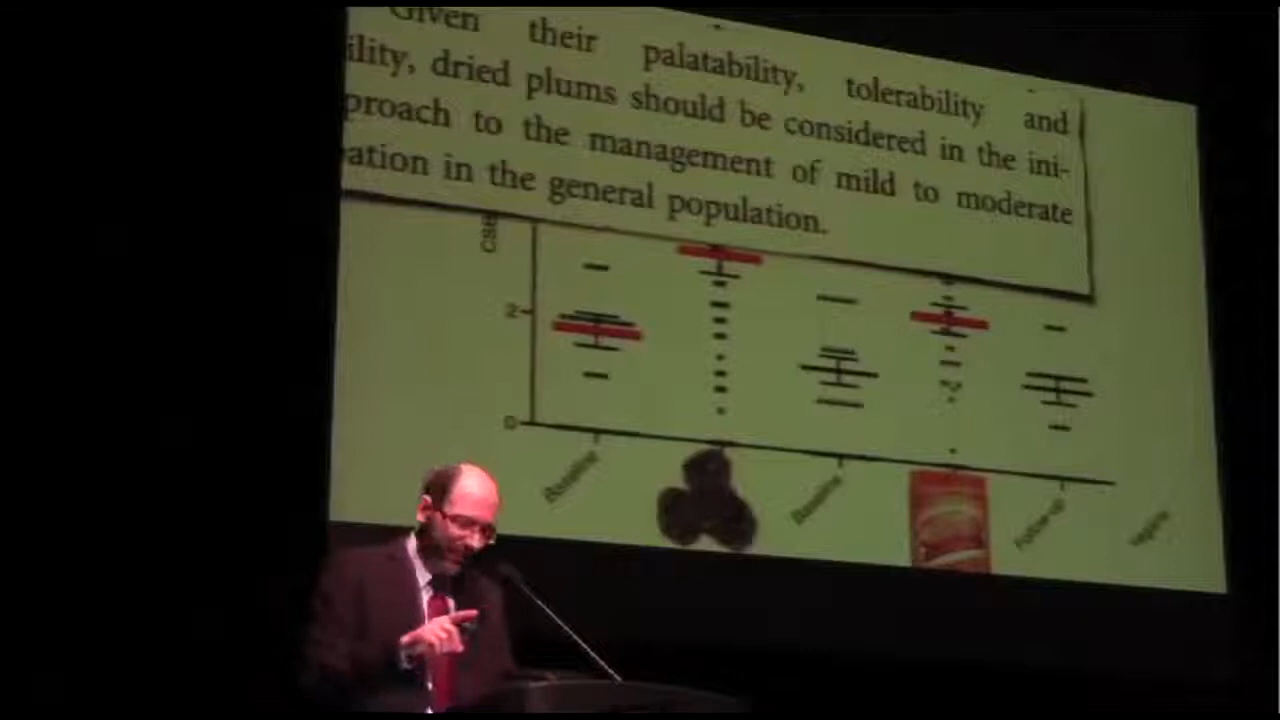 Given their palatability, tolerability and
ility, dried plums should be considered in the ini-
proach to the management of mild to moderate
ation in the general population.
2
0
Baseline
Baseline
Follow-up